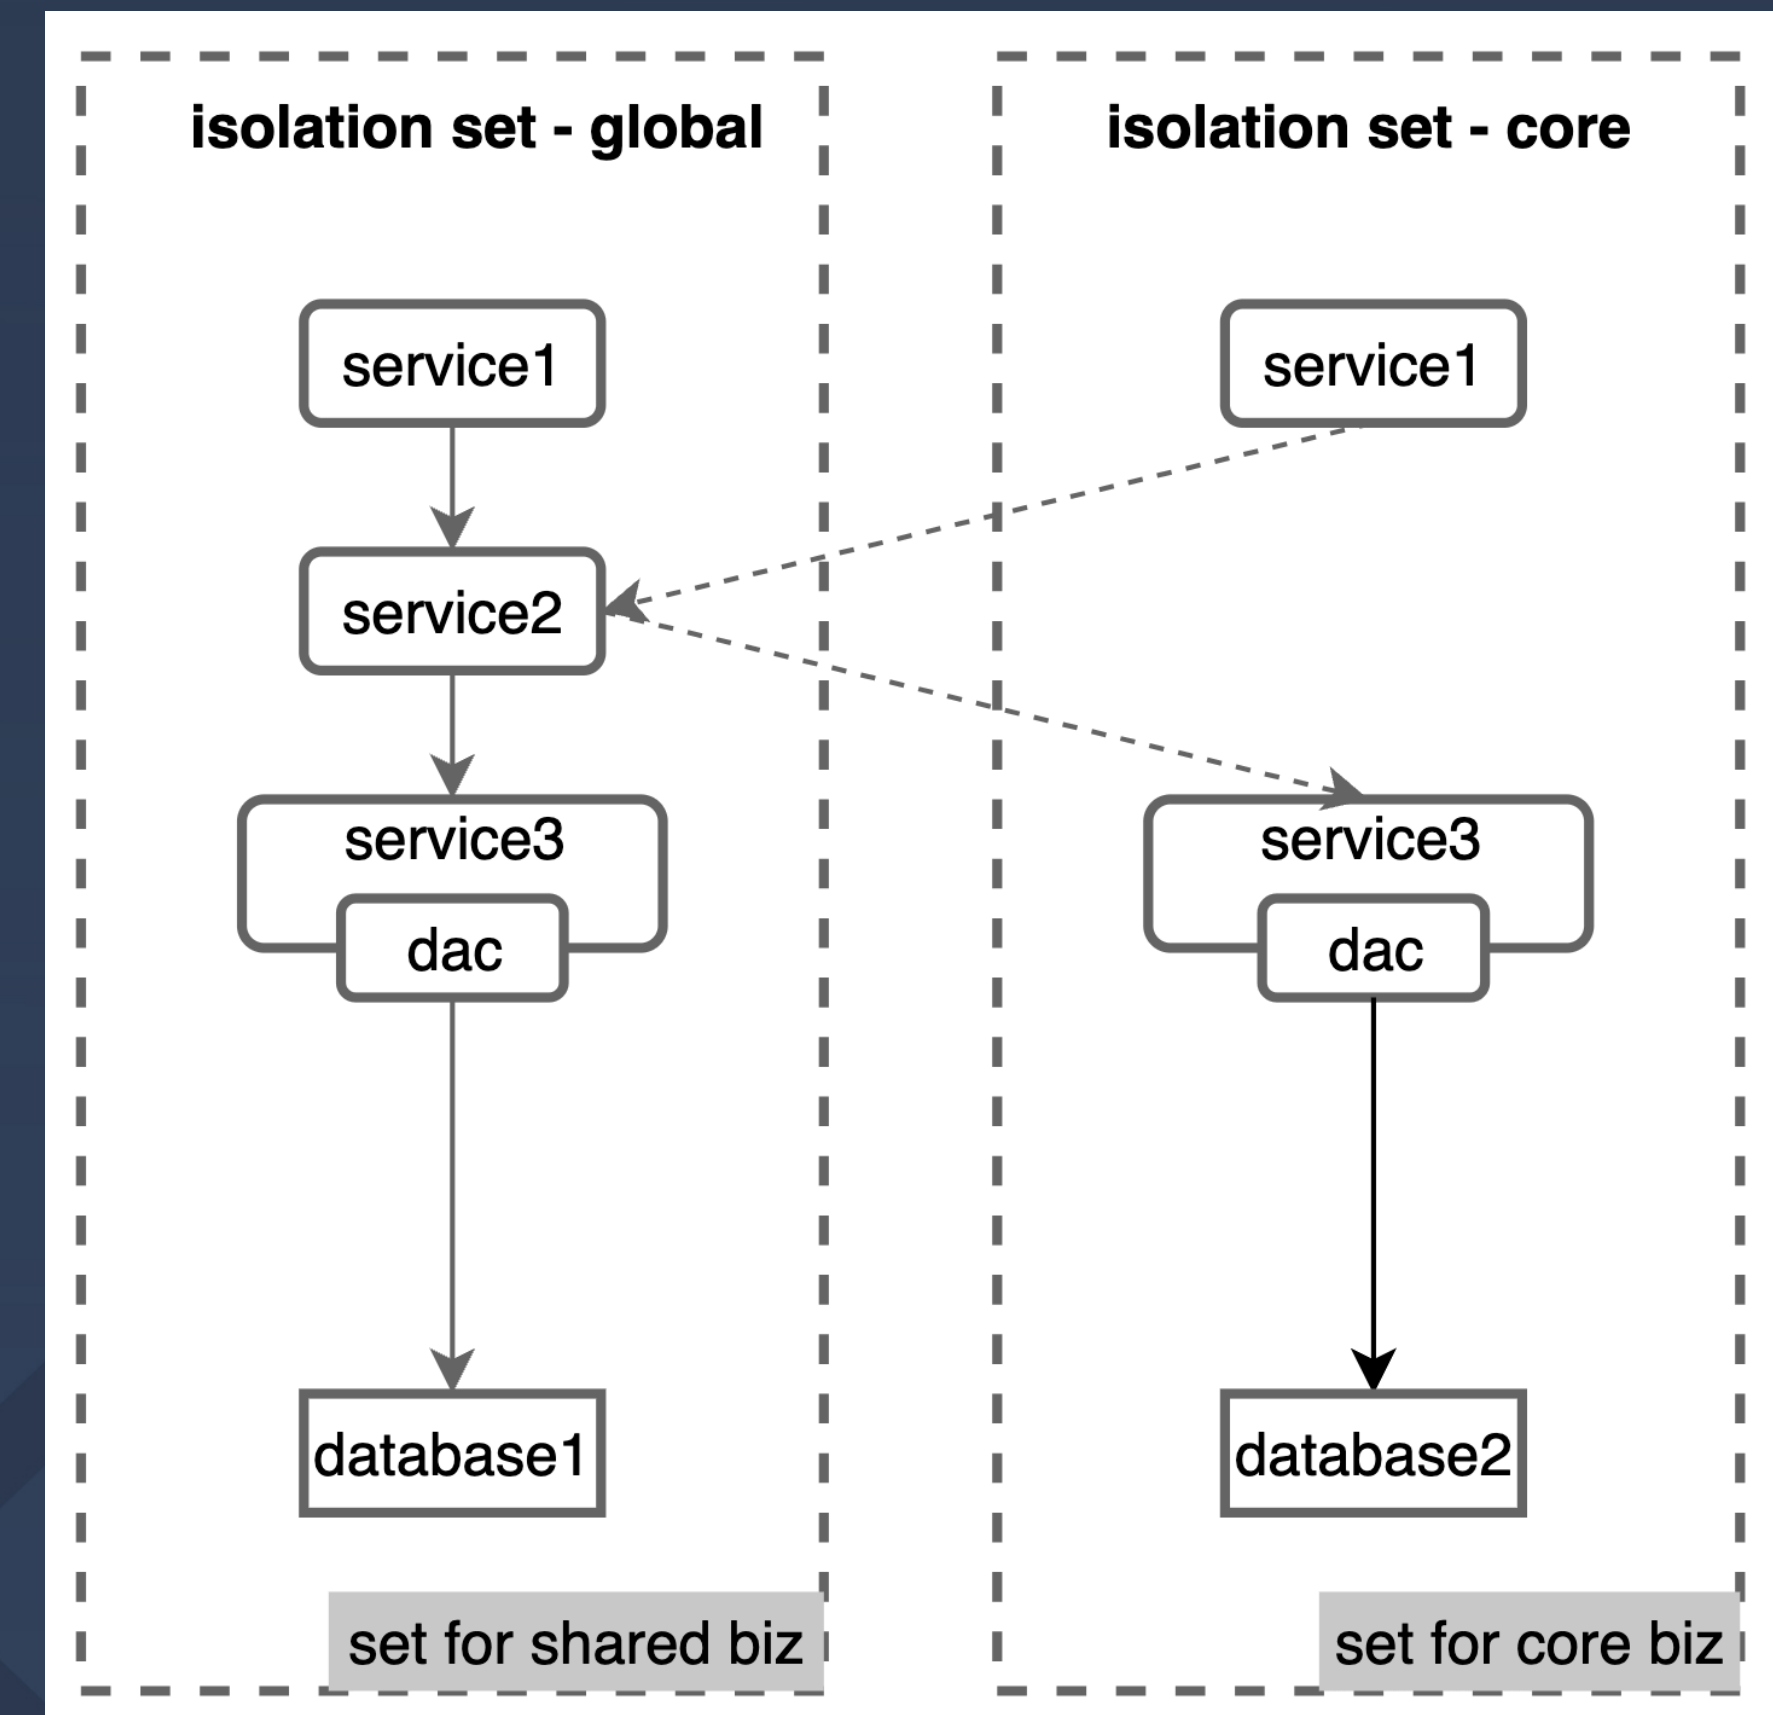 isolation set - global
isolation set - core
service1
service1
service2
service3
service3
dac
dac
database1
database2
set for shared biz
set for core biz